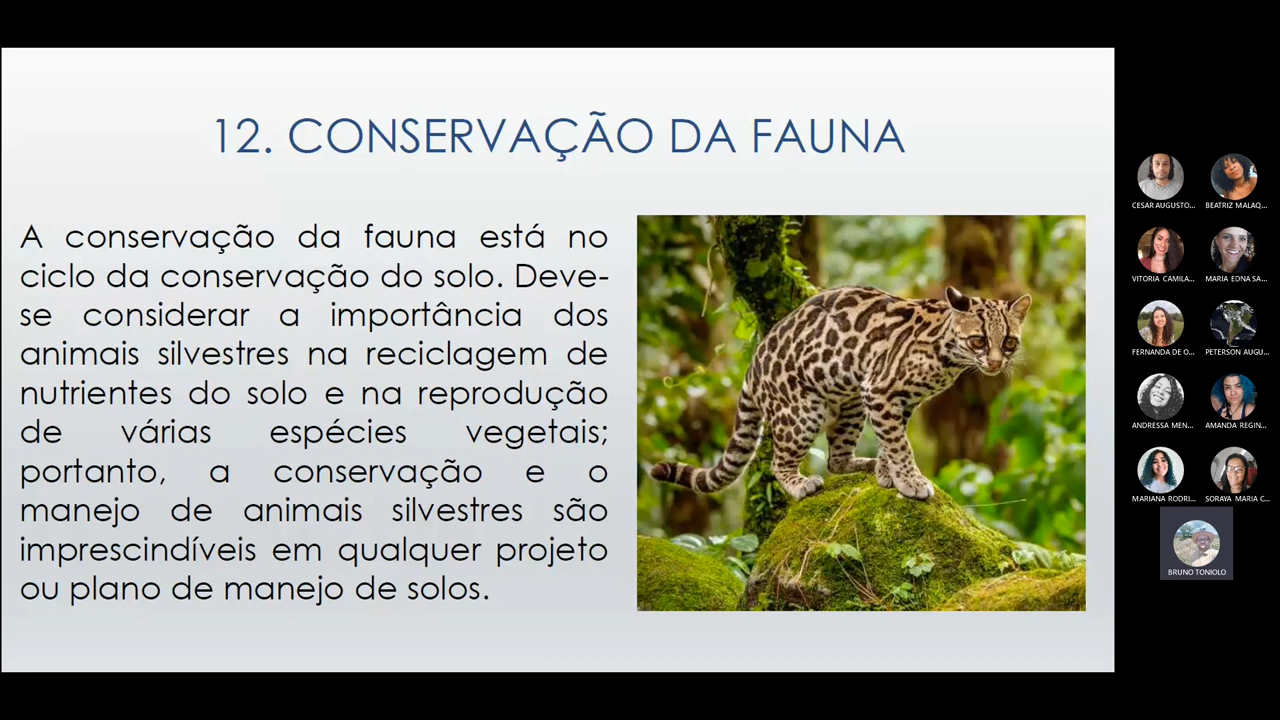 12. CONSERVAÇÃO DA FAUNA
A conservação da fauna está no
ciclo da conservação do solo. Deve-
se considerar a importância dos
animais silvestres na reciclagem de
nutrientes do solo e na reprodução
de várias espécies vegetais;
portanto, a conservação e o
manejo de animais silvestres são
imprescindíveis em qualquer projeto
ou plano de manejo de solos.
CESAR AUGUSTO...
BEATRIZ MALAQ...
VITORIA CAMILA...
MARIA EDNA SA...
FERNANDA DE O...
PETERSON AUGU...
ANDRESSA MEN...
AMANDA REGIN...
MARIANA RODRI...
SORAYA MARIA C...
BRUNO TONIOLO